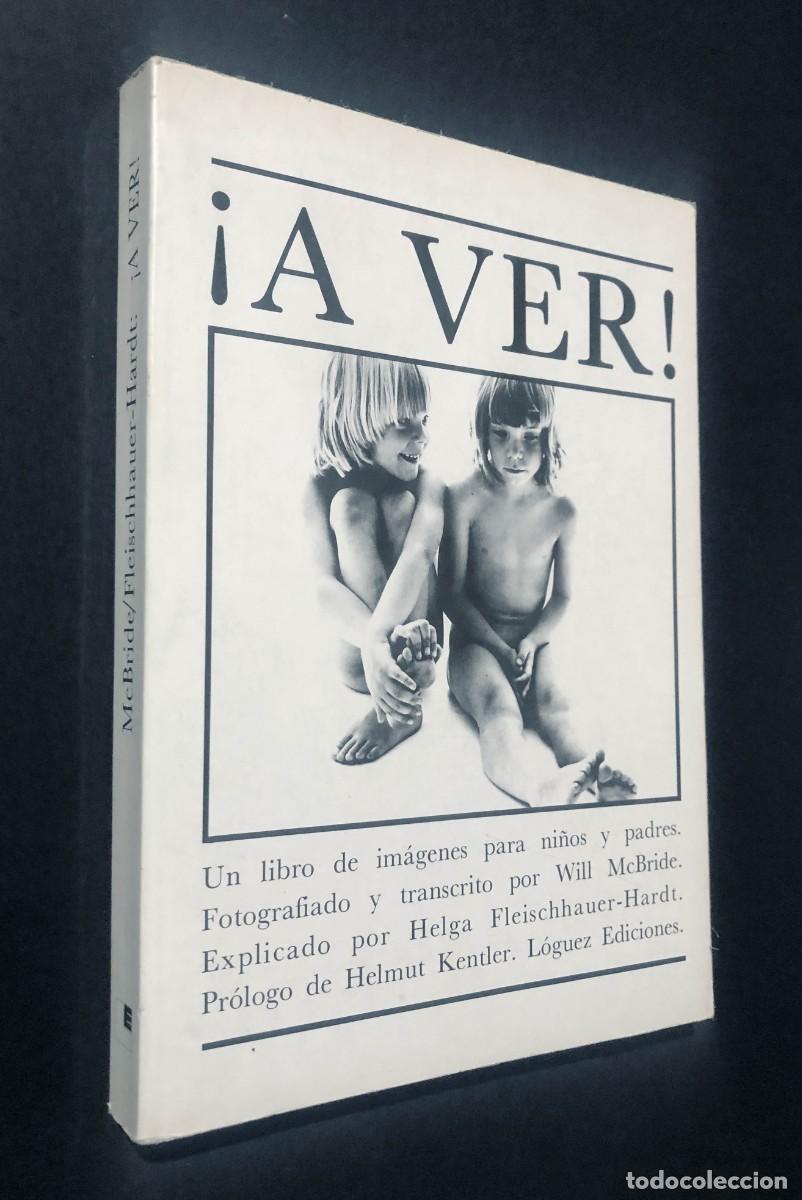 ¡A VER!
Un libro de imágenes para niños y padres.
Fotografiado y transcrito por Will McBride.
Explicado por Helga Fleischhauer-Hardt.
Prólogo de Helmut Kentler. Lóguez Ediciones.
McBride/Fleischhauer-Hardt: ¡A VER!
E
todocoleccion